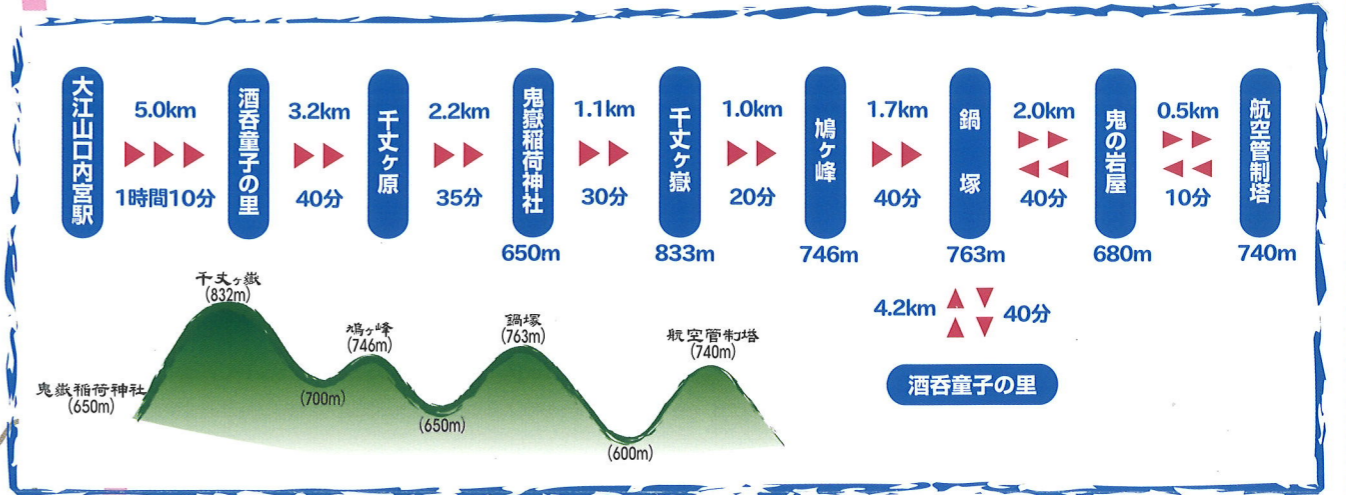 大江山口内宮駅
5.0km
1時間10分
酒呑童子の里
3.2km
40分
千丈ヶ原
2.2km
35分
鬼嶽稲荷神社
650m
1.1km
30分
千丈ヶ嶽
833m
1.0km
20分
鳩ヶ峰
746m
1.7km
40分
鍋塚
763m
2.0km
40分
鬼の岩屋
680m
0.5km
10分
航空管制塔
740m
4.2km
40分
酒呑童子の里
鬼嶽稲荷神社
(650m)
千丈ヶ嶽
(832m)
(700m)
鳩ヶ峰
(746m)
(650m)
鍋塚
(763m)
(600m)
航空管制塔
(740m)